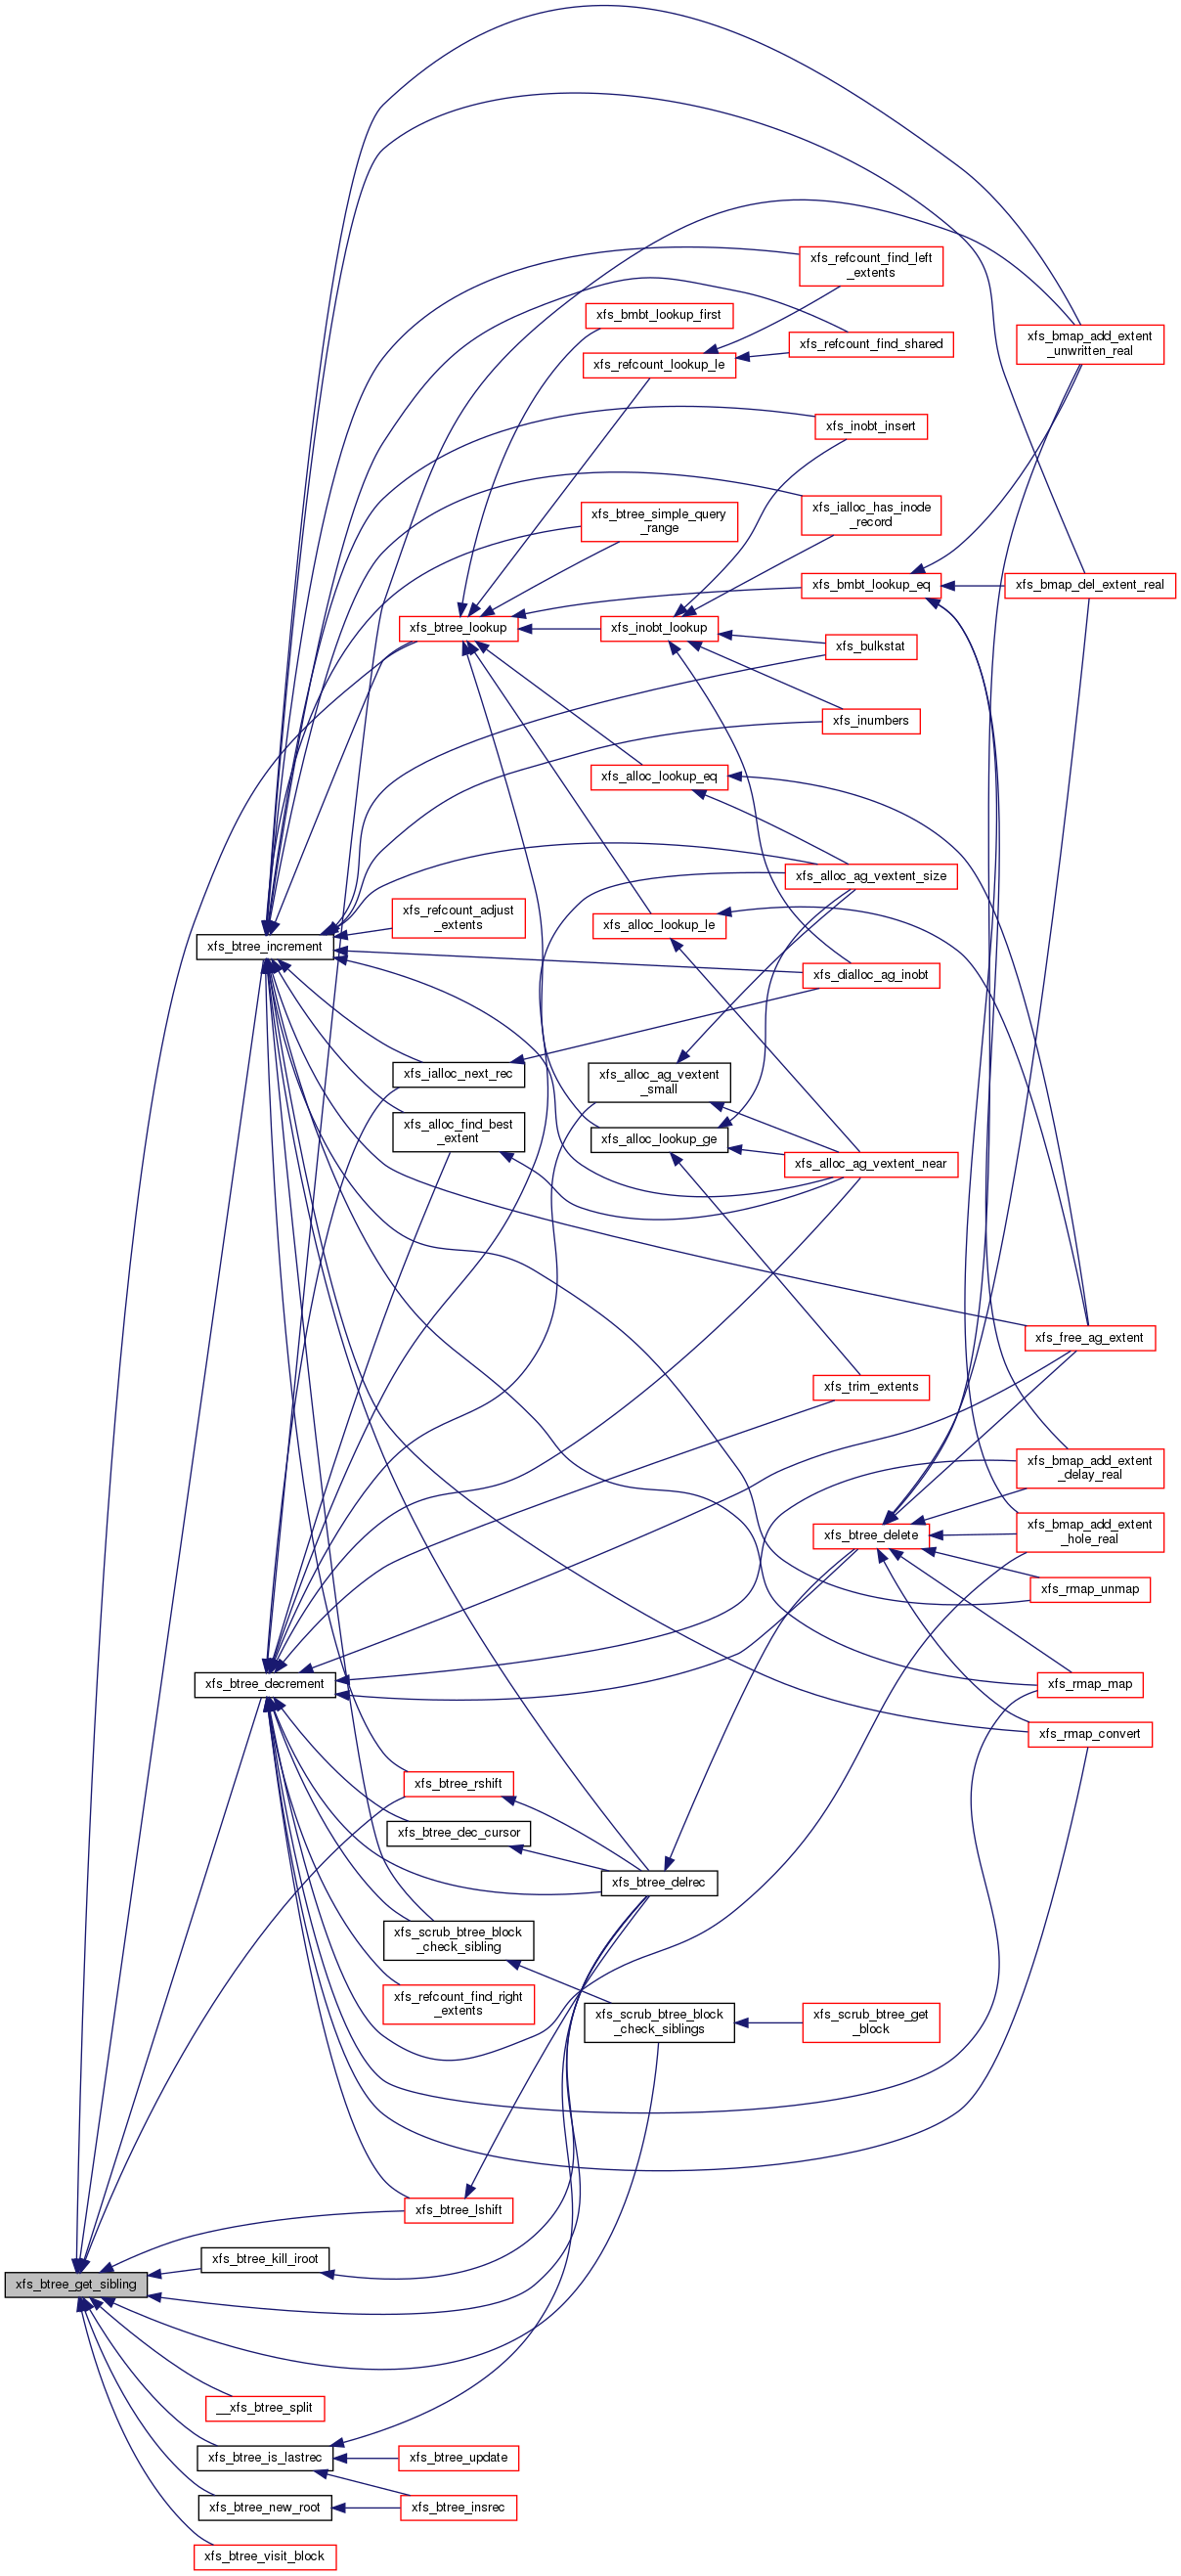 xfs_refcount_find_left
_extents
xfs_bmbt_lookup_first
xfs_bmap_add_extent
_unwritten_real
xfs_refcount_find_shared
xfs_refcount_lookup_le
xfs_inobt_insert
xfs_btree_simple_query
_range
xfs_ialloc_has_inode
_record
xfs_bmbt_lookup_eq
xfs_bmap_del_extent_real
xfs_btree_lookup
xfs_inobt_lookup
xfs_bulkstat
xfs_inumbers
xfs_alloc_lookup_eq
xfs_alloc_ag_vextent_size
xfs_refcount_adjust
_extents
xfs_alloc_lookup_le
xfs_btree_increment
xfs_dialloc_ag_inobt
xfs_ialloc_next_rec
xfs_alloc_ag_vextent
_small
xfs_alloc_find_best
_extent
xfs_alloc_lookup_ge
xfs_alloc_ag_vextent_near
xfs_free_ag_extent
xfs_trim_extents
xfs_bmap_add_extent
_delay_real
xfs_btree_delete
xfs_bmap_add_extent
_hole_real
xfs_rmap_unmap
xfs_btree_decrement
xfs_rmap_map
xfs_rmap_convert
xfs_btree_rshift
xfs_btree_dec_cursor
xfs_btree_delrec
xfs_scrub_btree_block
_check_sibling
xfs_refcount_find_right
_extents
xfs_scrub_btree_block
_check_siblings
xfs_scrub_btree_get
_block
xfs_btree_lshift
xfs_btree_kill_iroot
xfs_btree_get_sibling
__xfs_btree_split
xfs_btree_is_lastrec
xfs_btree_update
xfs_btree_new_root
xfs_btree_insrec
xfs_btree_visit_block